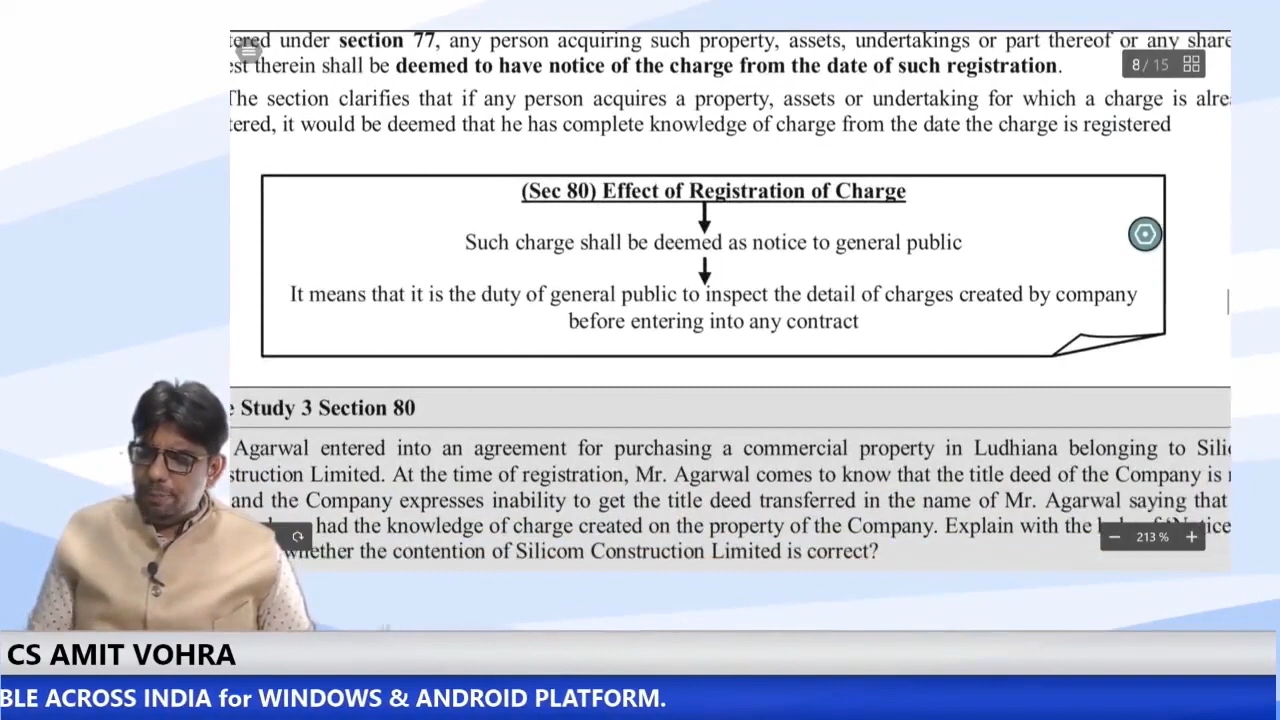 tered under section 77, any person acquiring such property, assets, undertakings or part thereof or any share
est therein shall be deemed to have notice of the charge from the date of such registration.
8 / 15
The section clarifies that if any person acquires a property, assets or undertaking for which a charge is alre
tered, it would be deemed that he has complete knowledge of charge from the date the charge is registered
(Sec 80) Effect of Registration of Charge
Such charge shall be deemed as notice to general public
It means that it is the duty of general public to inspect the detail of charges created by company
before entering into any contract
e Study 3 Section 80
Agarwal entered into an agreement for purchasing a commercial property in Ludhiana belonging to Silic
struction Limited. At the time of registration, Mr. Agarwal comes to know that the title deed of the Company is
and the Company expresses inability to get the title deed transferred in the name of Mr. Agarwal saying that
had the knowledge of charge created on the property of the Company. Explain with the
whether the contention of Silicom Construction Limited is correct?
213 %
CS AMIT VOHRA
BLE ACROSS INDIA for WINDOWS & ANDROID PLATFORM.